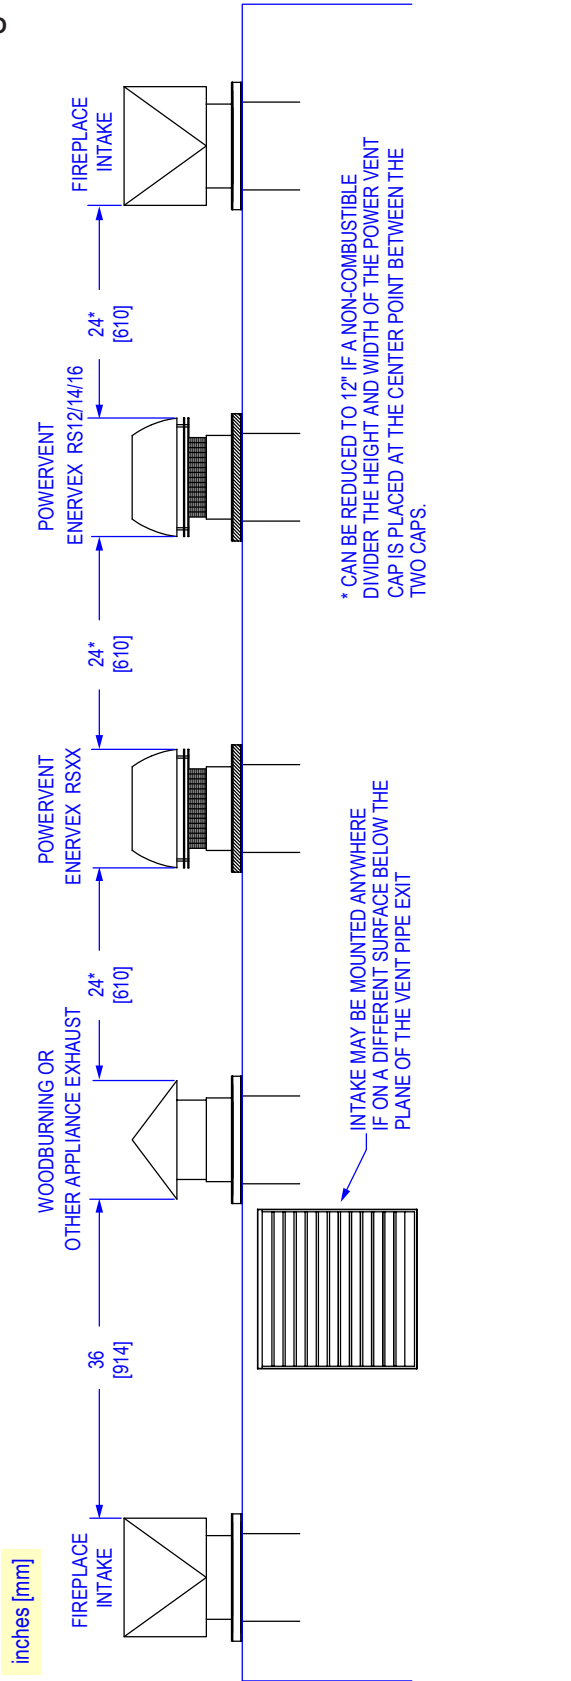 inches [mm]
FIREPLACE
INTAKE
36
[914]
WOODBURNING OR
OTHER APPLIANCE EXHAUST
24*
[610]
POWERVENT
ENERVEX RSXX
24*
[610]
POWERVENT
ENERVEX RS12/14/16
24*
[610]
FIREPLACE
INTAKE
INTAKE MAY BE MOUNTED ANYWHERE
IF ON A DIFFERENT SURFACE BELOW THE
PLANE OF THE VENT PIPE EXIT
* CAN BE REDUCED TO 12" IF A NON-COMBUSTIBLE
DIVIDER THE HEIGHT AND WIDTH OF THE POWER VENT
CAP IS PLACED AT THE CENTER POINT BETWEEN THE
TWO CAPS.